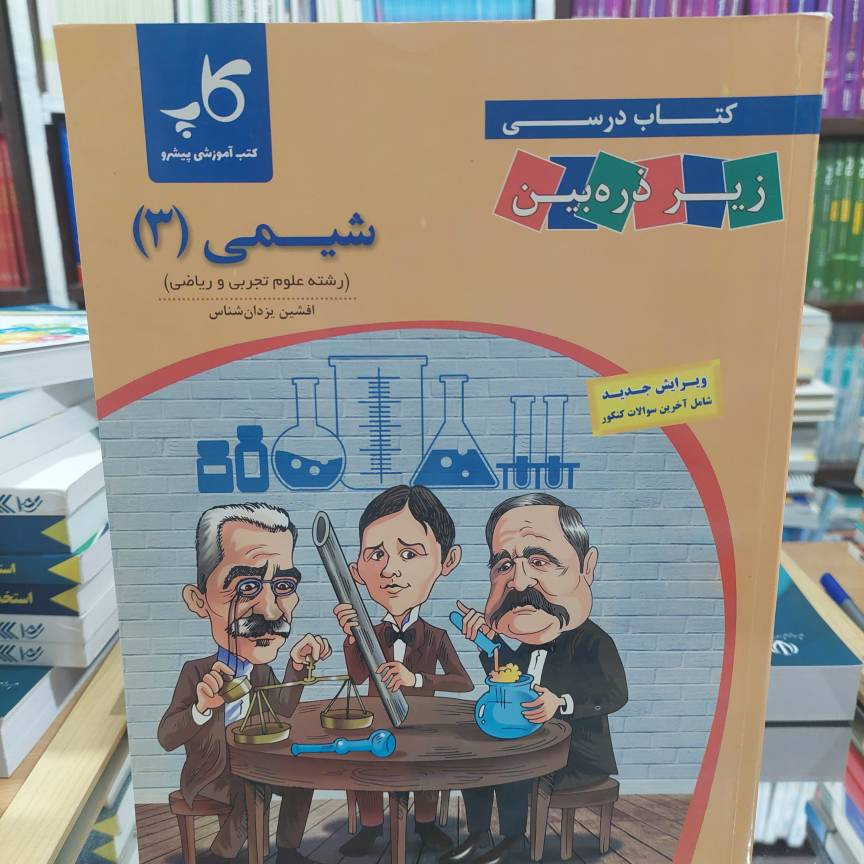 کاپ
کتب آموزشی پیشرو
کتاب درسی
زیر ذره‌بین
شیمی (۳)
(رشته علوم تجربی و ریاضی)
افشین یزدان‌شناس
ویرایش جدید
شامل آخرین سوالات کنکور